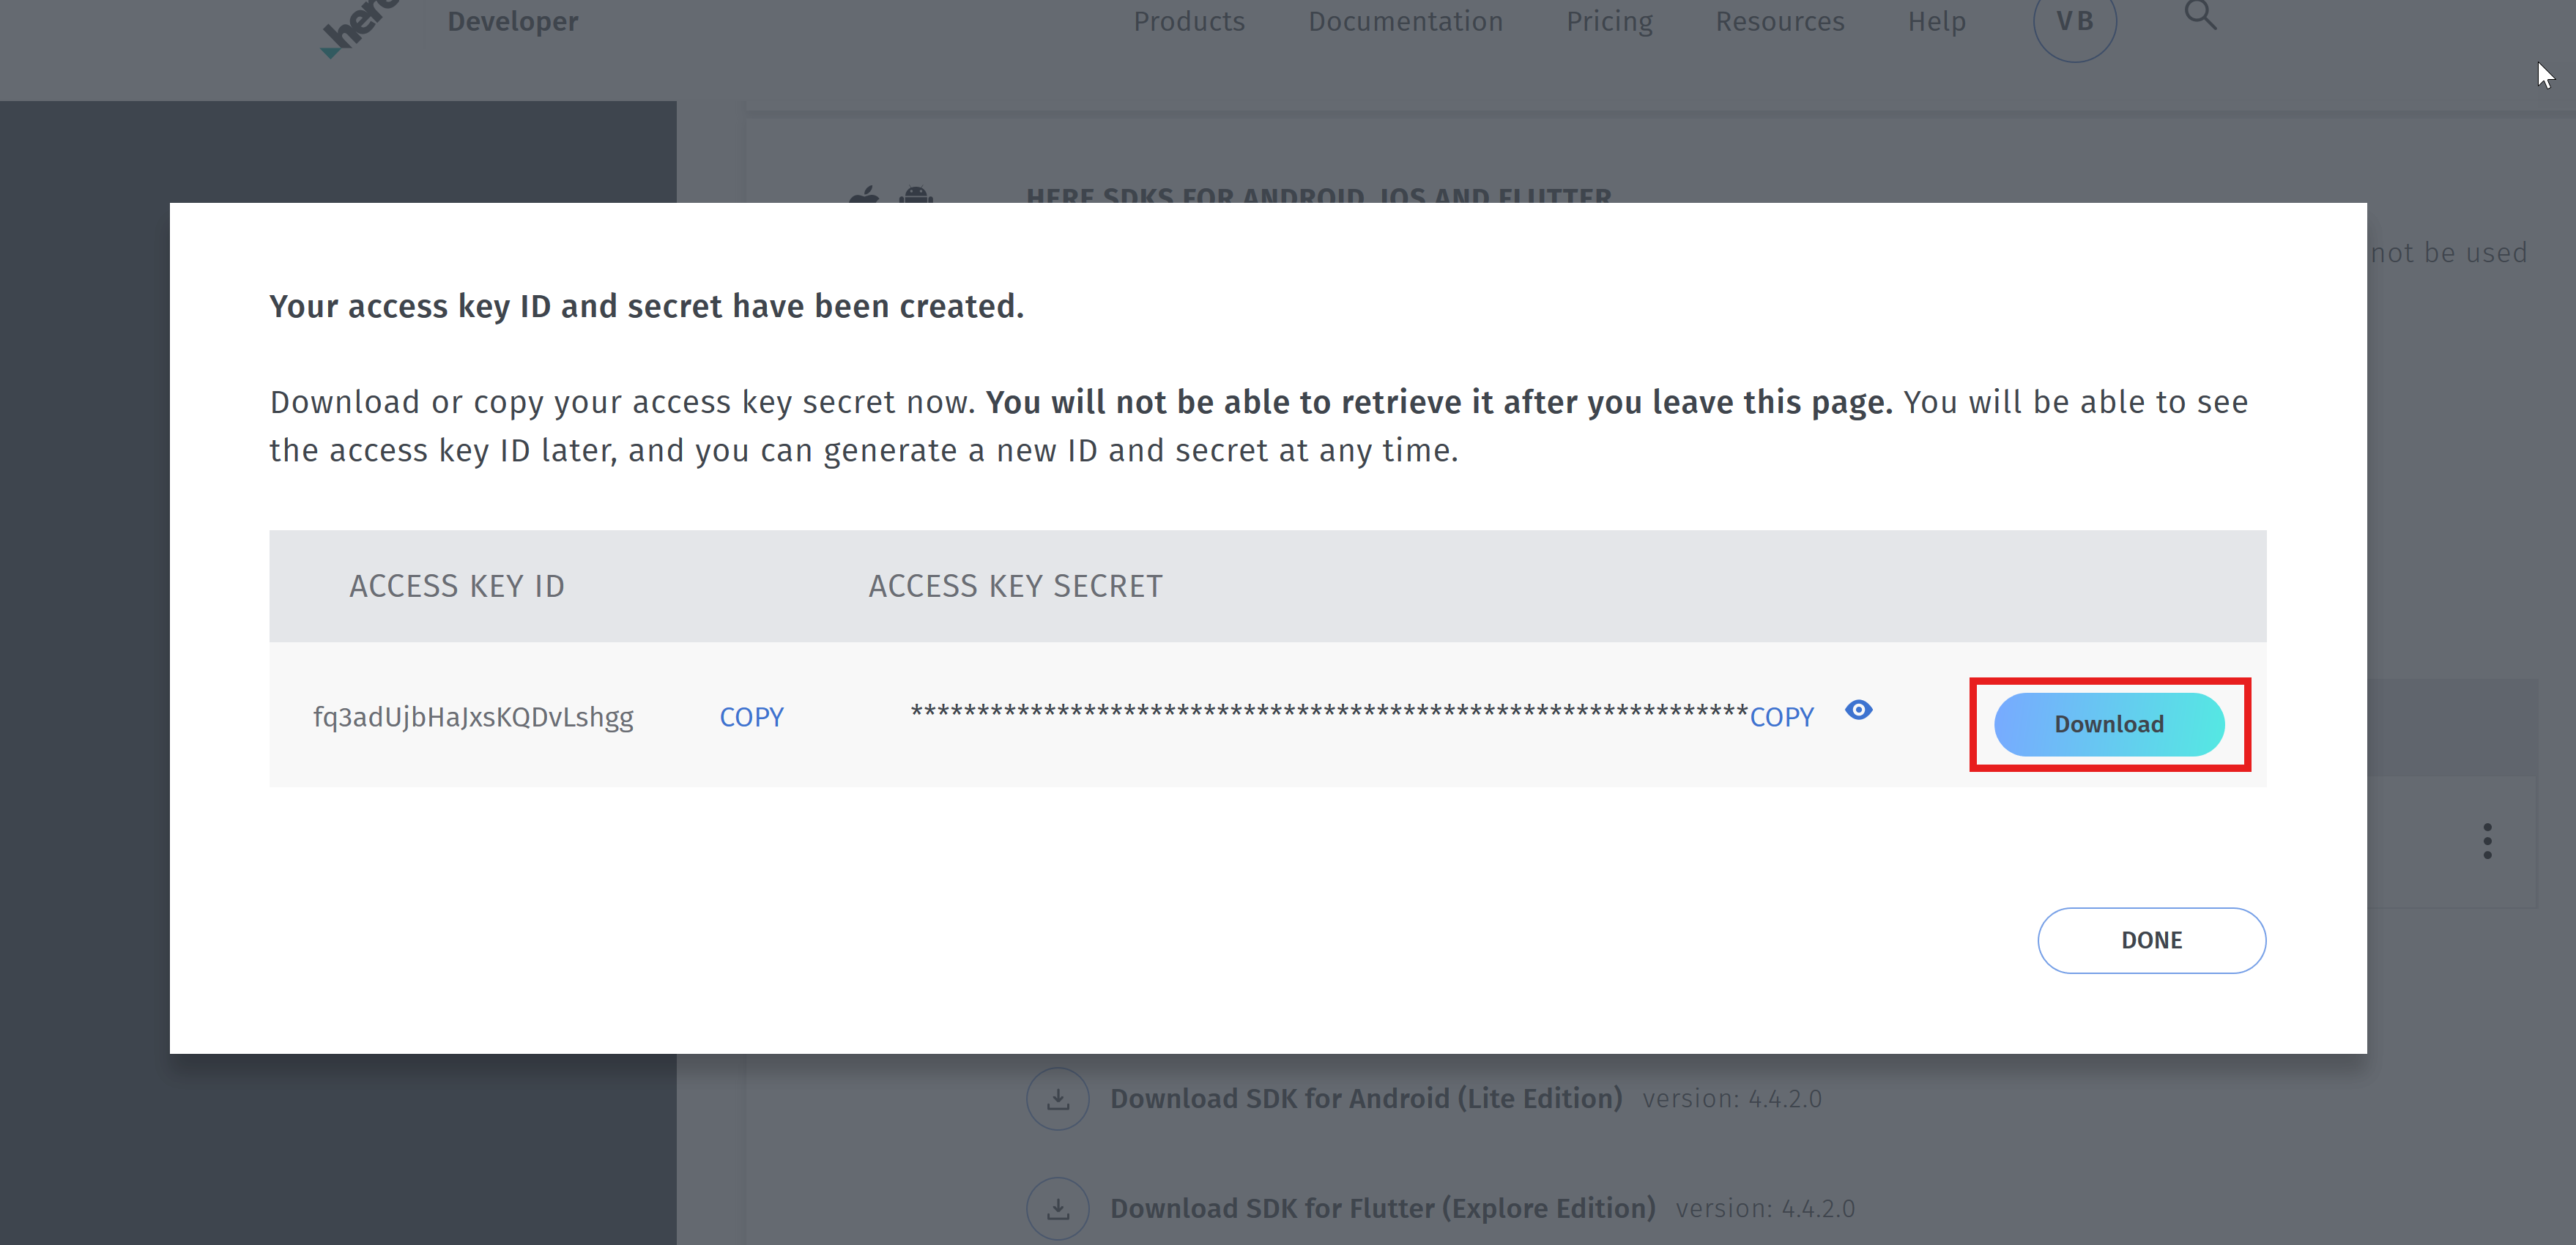 here
Developer
Products
Documentation
Pricing
Resources
Help
VB
HERE SDKS FOR ANDROID, IOS AND FLUTTER
not be used
Your access key ID and secret have been created.
Download or copy your access key secret now. You will not be able to retrieve it after you leave this page. You will be able to see
the access key ID later, and you can generate a new ID and secret at any time.
ACCESS KEY ID
ACCESS KEY SECRET
fq3adUjbHaJxsKQDvLshgg
COPY
***************************************************************
COPY
Download
DONE
Download SDK for Android (Lite Edition) version: 4.4.2.0
Download SDK for Flutter (Explore Edition) version: 4.4.2.0